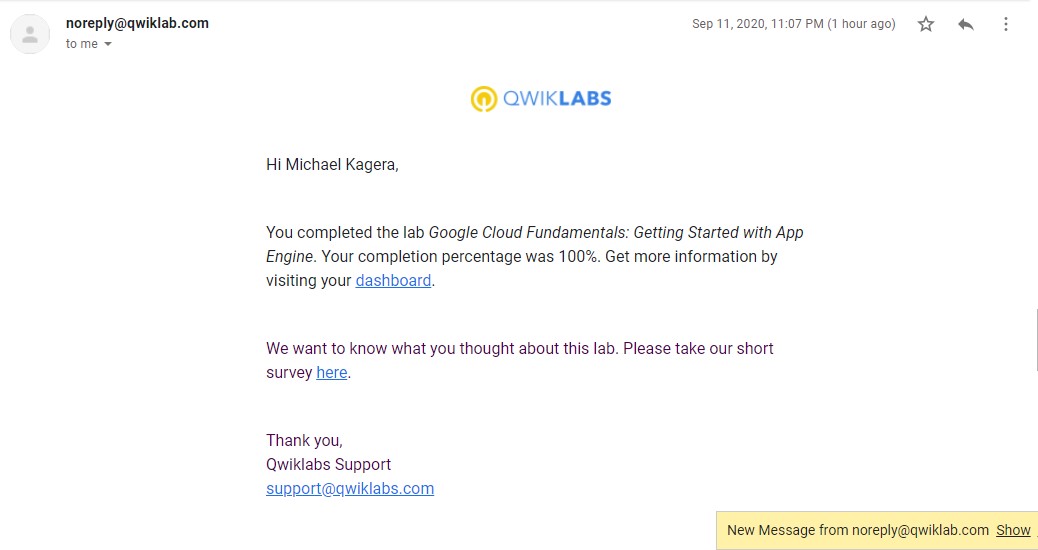 noreply@qwiklab.com
Sep 11, 2020, 11:07 PM (1 hour ago)
to me
QWIKLABS
Hi Michael Kagera,
You completed the lab Google Cloud Fundamentals: Getting Started with App
Engine. Your completion percentage was 100%. Get more information by
visiting your dashboard.
We want to know what you thought about this lab. Please take our short
survey here.
Thank you,
Qwiklabs Support
support@qwiklabs.com
New Message from noreply@qwiklab.com Show